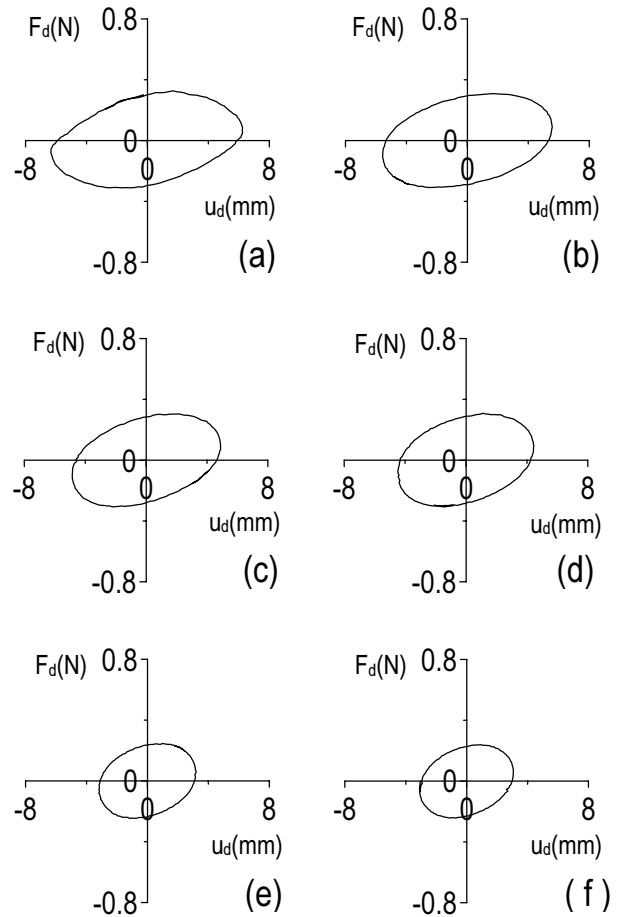 F_d(N) 0.8
-8 0 0 8
u_d(mm)
-0.8 (a)
F_d(N) 0.8
-8 0 0 8
u_d(mm)
-0.8 (b)
F_d(N) 0.8
-8 0 0 8
u_d(mm)
-0.8 (c)
F_d(N) 0.8
-8 0 0 8
u_d(mm)
-0.8 (d)
F_d(N) 0.8
-8 0 0 8
u_d(mm)
-0.8 (e)
F_d(N) 0.8
-8 0 0 8
u_d(mm)
-0.8 ( f )